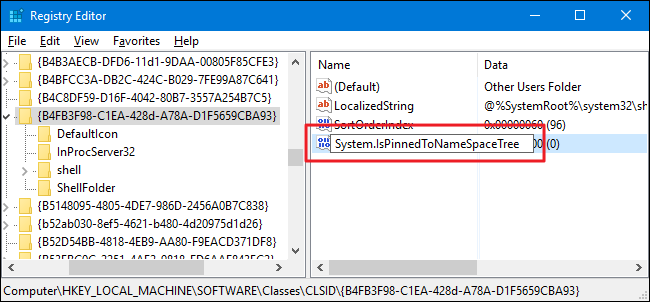 Registry Editor
File Edit View Favorites Help
{B4B3AECB-DFD6-11d1-9DAA-00805F85CFE3}
{B4BFCC3A-DB2C-424C-B029-7FE99A87C641}
{B4C8DF59-D16F-4042-80B7-3557A254B7C5}
{B4FB3F98-C1EA-428d-A78A-D1F5659CBA93}
DefaultIcon
InProcServer32
shell
ShellFolder
{B5148095-4805-4DE7-986D-2456A0B7C838}
{b52ab030-8ef5-4621-b480-4d20975d1d26}
{B52D54BB-4818-4EB9-AA80-F9EACD371DF8}
Name Data
(Default) Other Users Folder
LocalizedString @%SystemRoot%\system32\sh
SortOrderIndex 0x00000060 (96)
System.IsPinnedToNameSpaceTree (0)
Computer\HKEY_LOCAL_MACHINE\SOFTWARE\Classes\CLSID\{B4FB3F98-C1EA-428d-A78A-D1F5659CBA93}